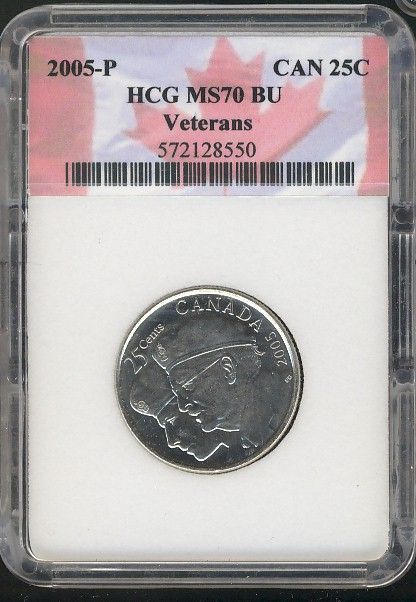 2005-P CAN 25C
HCG MS70 BU
Veterans
572128550
25 Cents CANADA 2005